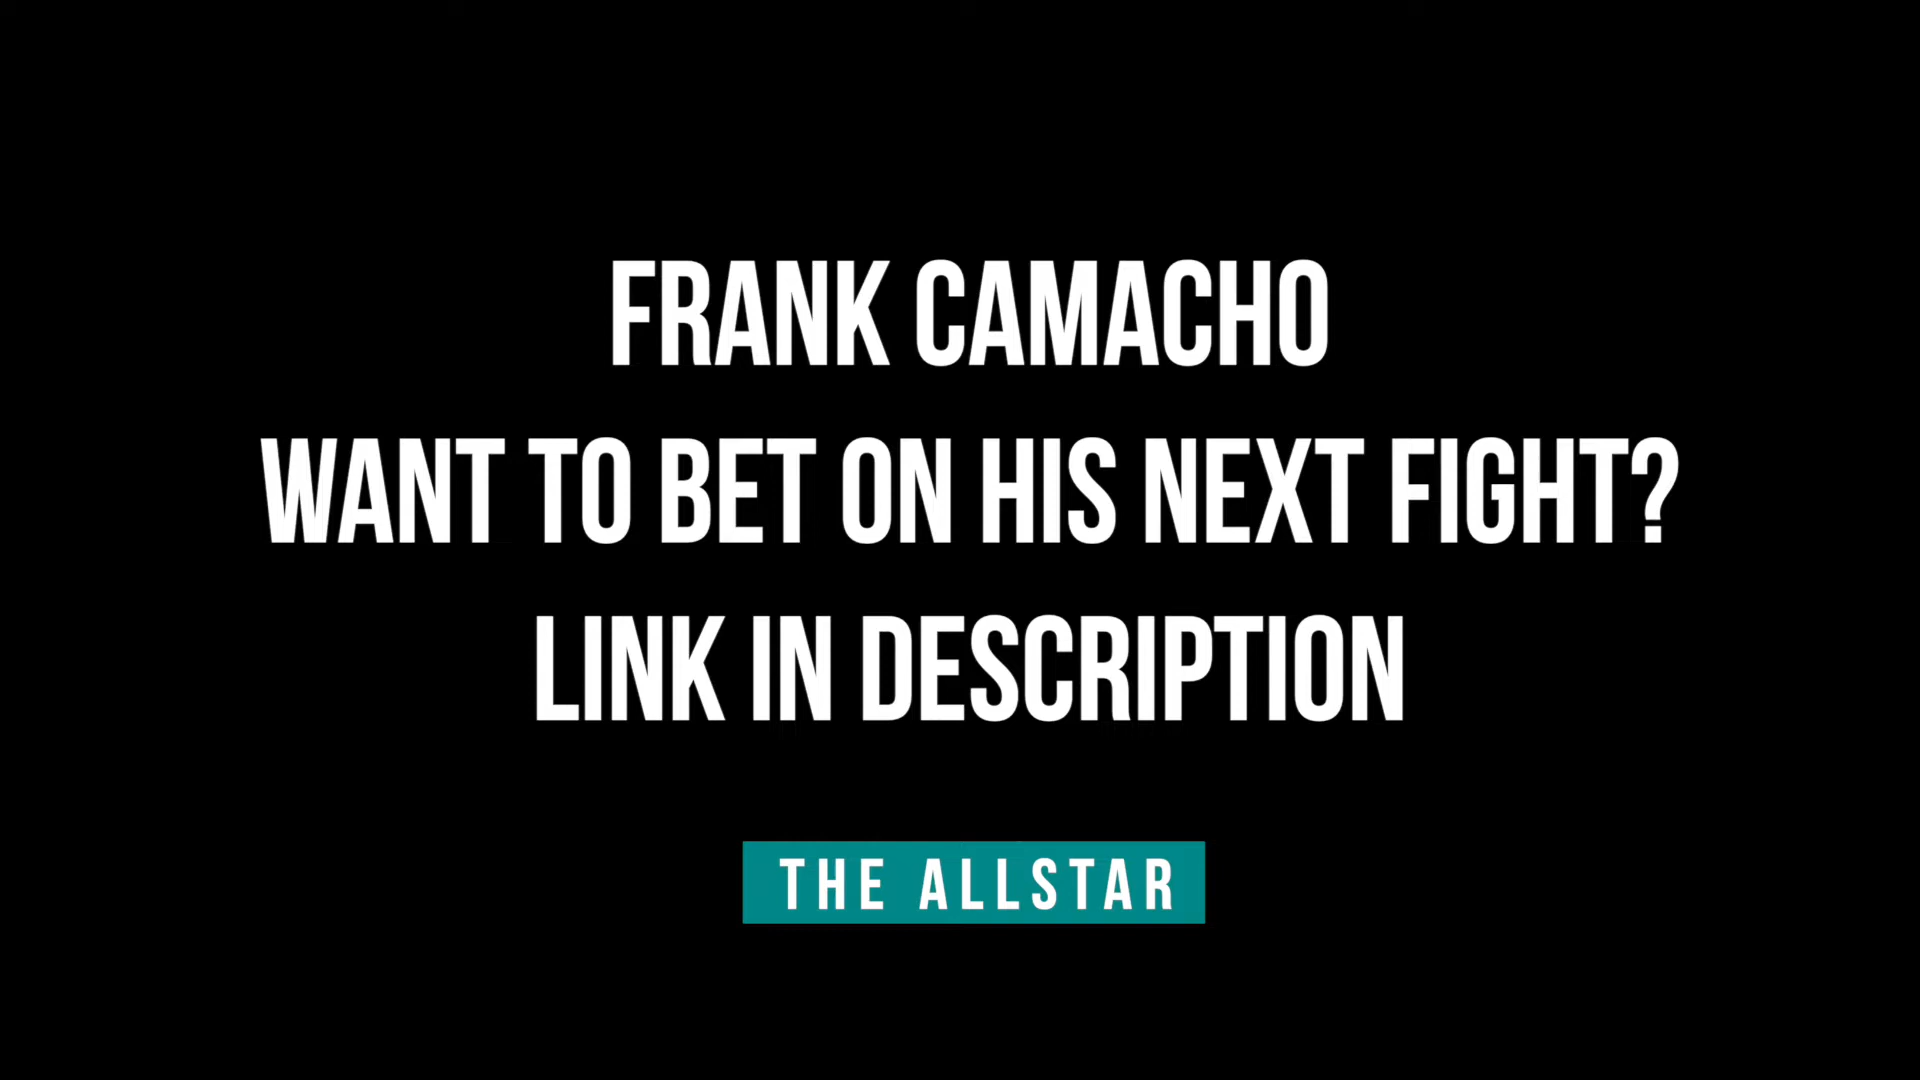 FRANK CAMACHO
WANT TO BET ON HIS NEXT FIGHT?
LINK IN DESCRIPTION
THE ALLSTAR